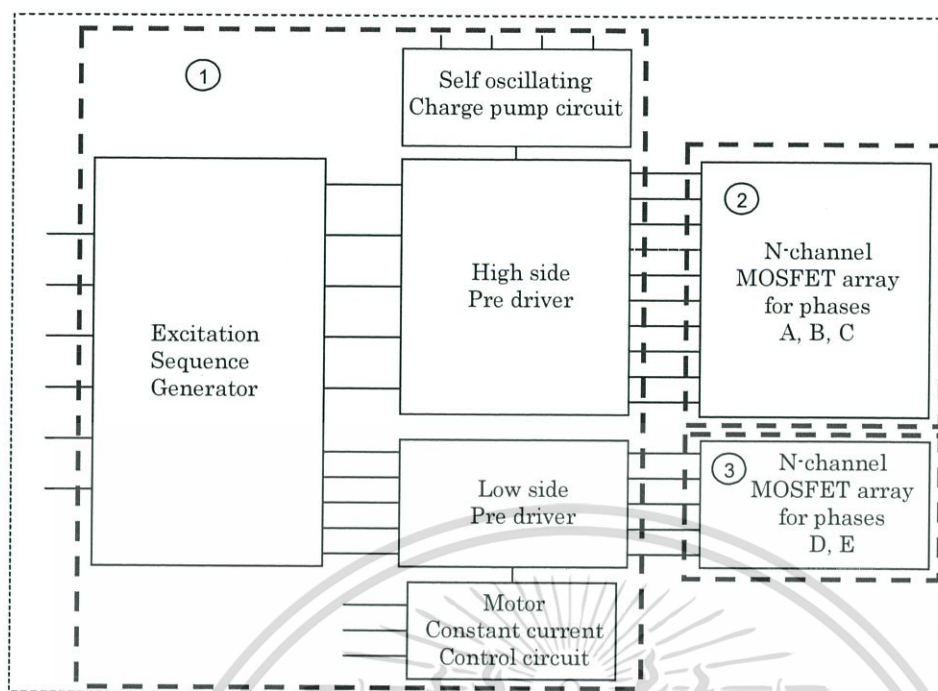 1
Self oscillating
Charge pump circuit
2
N-channel
MOSFET array
for phases
A, B, C
High side
Pre driver
Excitation
Sequence
Generator
3
N-channel
MOSFET array
for phases
D, E
Low side
Pre driver
Motor
Constant current
Control circuit